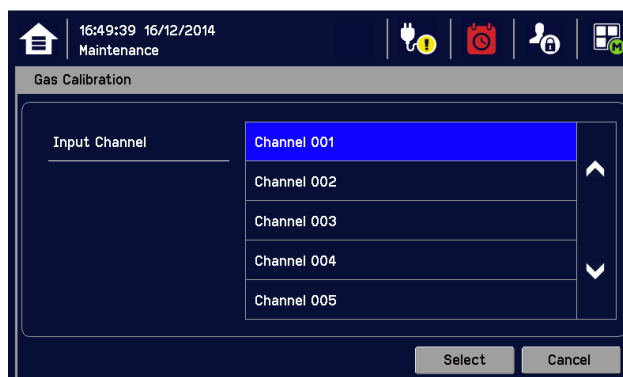 16:49:39 16/12/2014
Maintenance
M
Gas Calibration
Input Channel
Channel 001
Channel 002
Channel 003
Channel 004
Channel 005
Select
Cancel